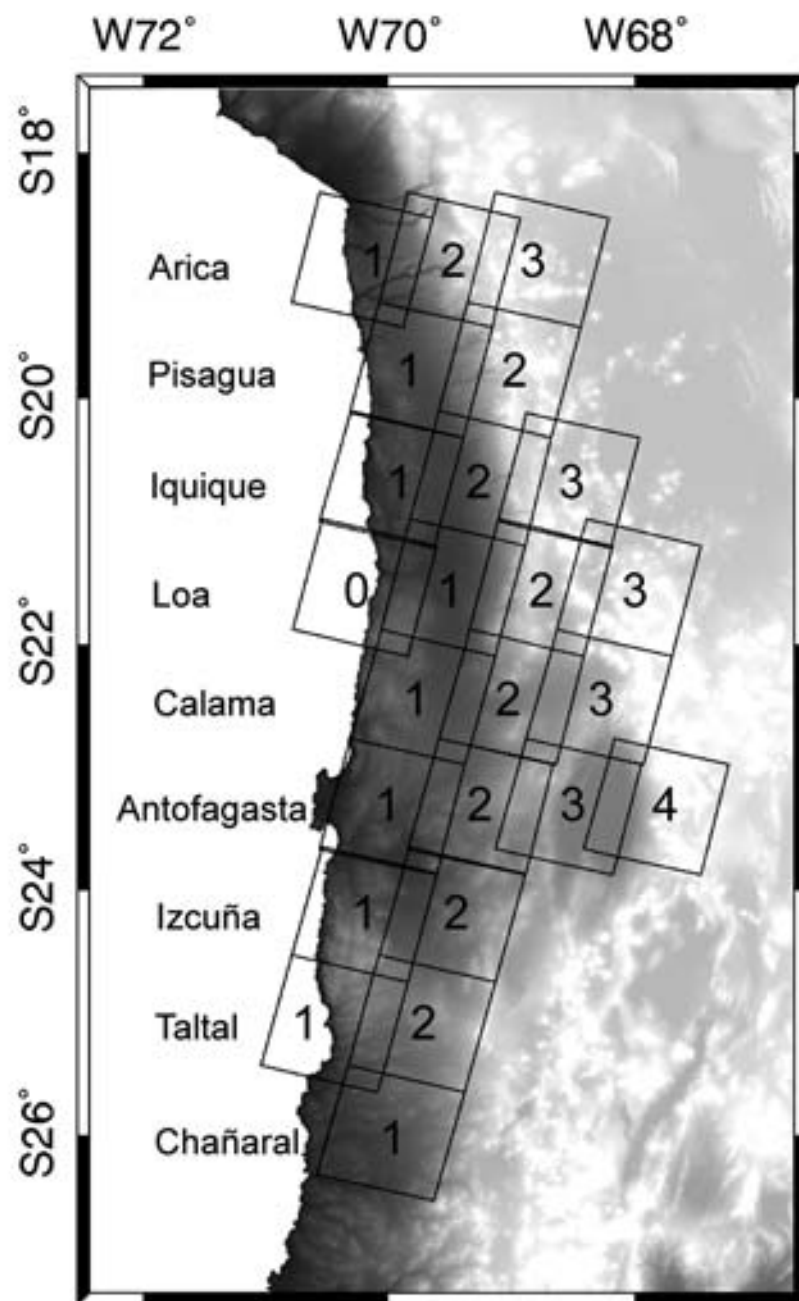 W72° W70° W68°
S18°
Arica 1 2 3
Pisagua 1 2
S20°
Iquique 1 2 3
Loa 0 1 2 3
S22°
Calama 1 2 3
Antofagasta 1 2 3 4
S24°
Izcuña 1 2
Taltal 1 2
S26°
Chañaral 1